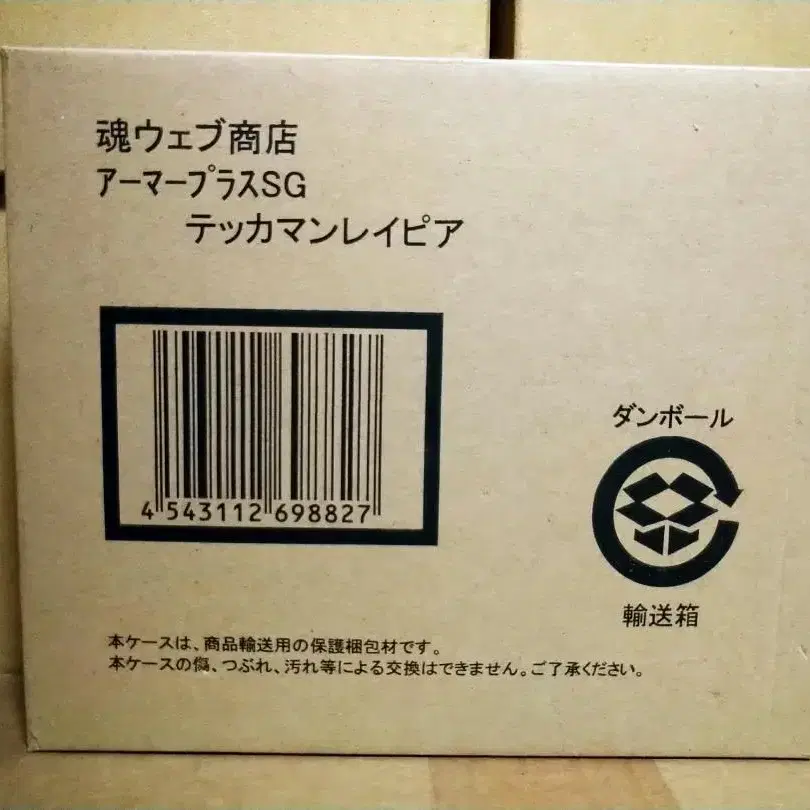 魂ウェブ商店
アーマープラスSG
テッカマンレイピア
4 543112 698827
ダンボール
輸送箱
本ケースは、商品輸送用の保護梱包材です。
本ケースの傷、つぶれ、汚れ等による交換はできません。ご了承ください。